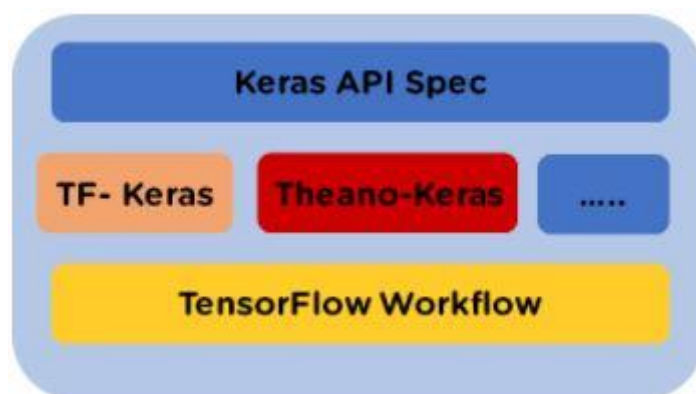 Keras API Spec
TF- Keras
Theano-Keras
.....
TensorFlow Workflow